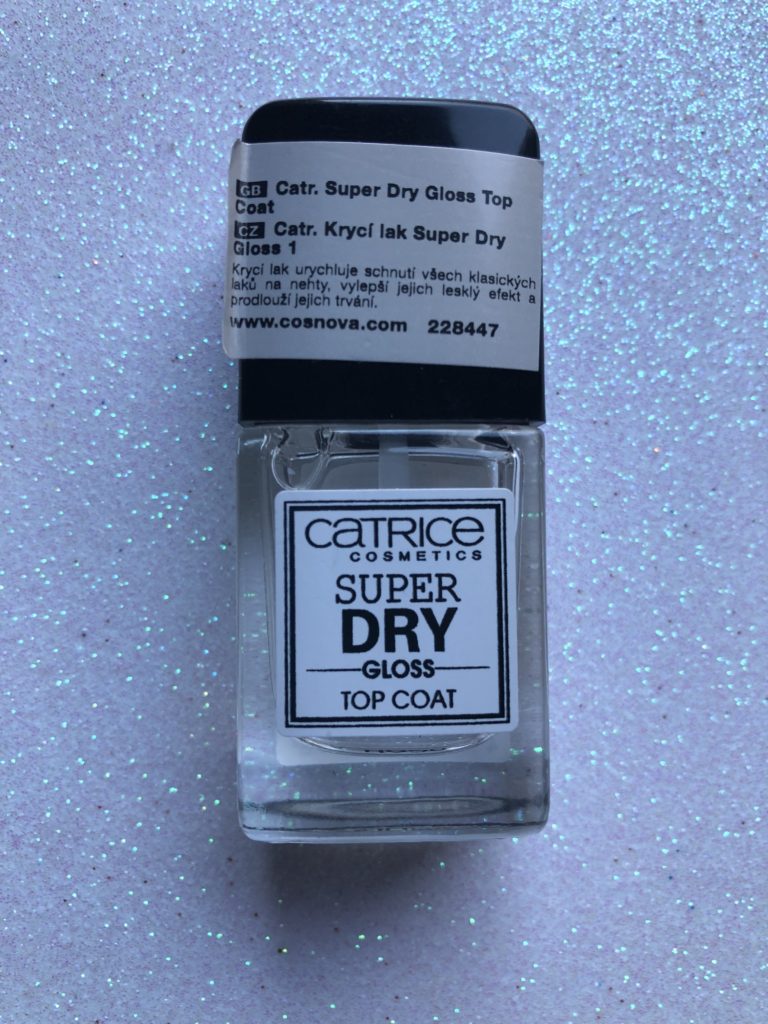 GB Catr. Super Dry Gloss Top
Coat
CZ Catr. Krycí lak Super Dry
Gloss 1
Krycí lak urychluje schnutí všech klasických
laků na nehty, vylepší jejich lesklý efekt a
prodlouží jejich trvání.
www.cosnova.com 228447
CATRICE
COSMETICS
SUPER
DRY
GLOSS
TOP COAT